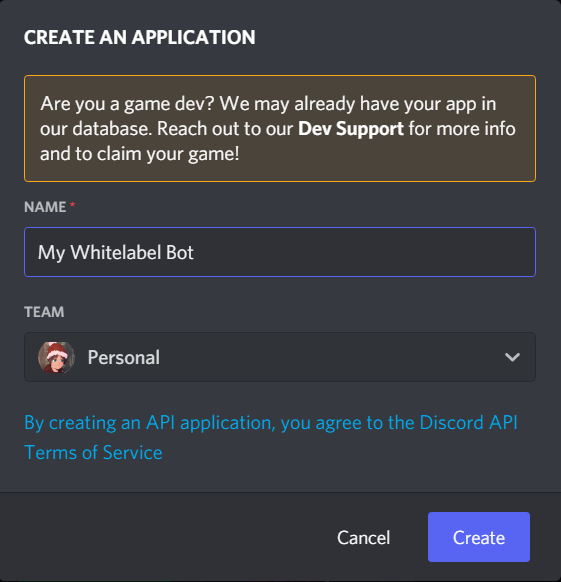 CREATE AN APPLICATION
Are you a game dev? We may already have your app in
our database. Reach out to our Dev Support for more info
and to claim your game!
NAME *
My Whitelabel Bot
TEAM
Personal
By creating an API application, you agree to the Discord API
Terms of Service
Cancel
Create